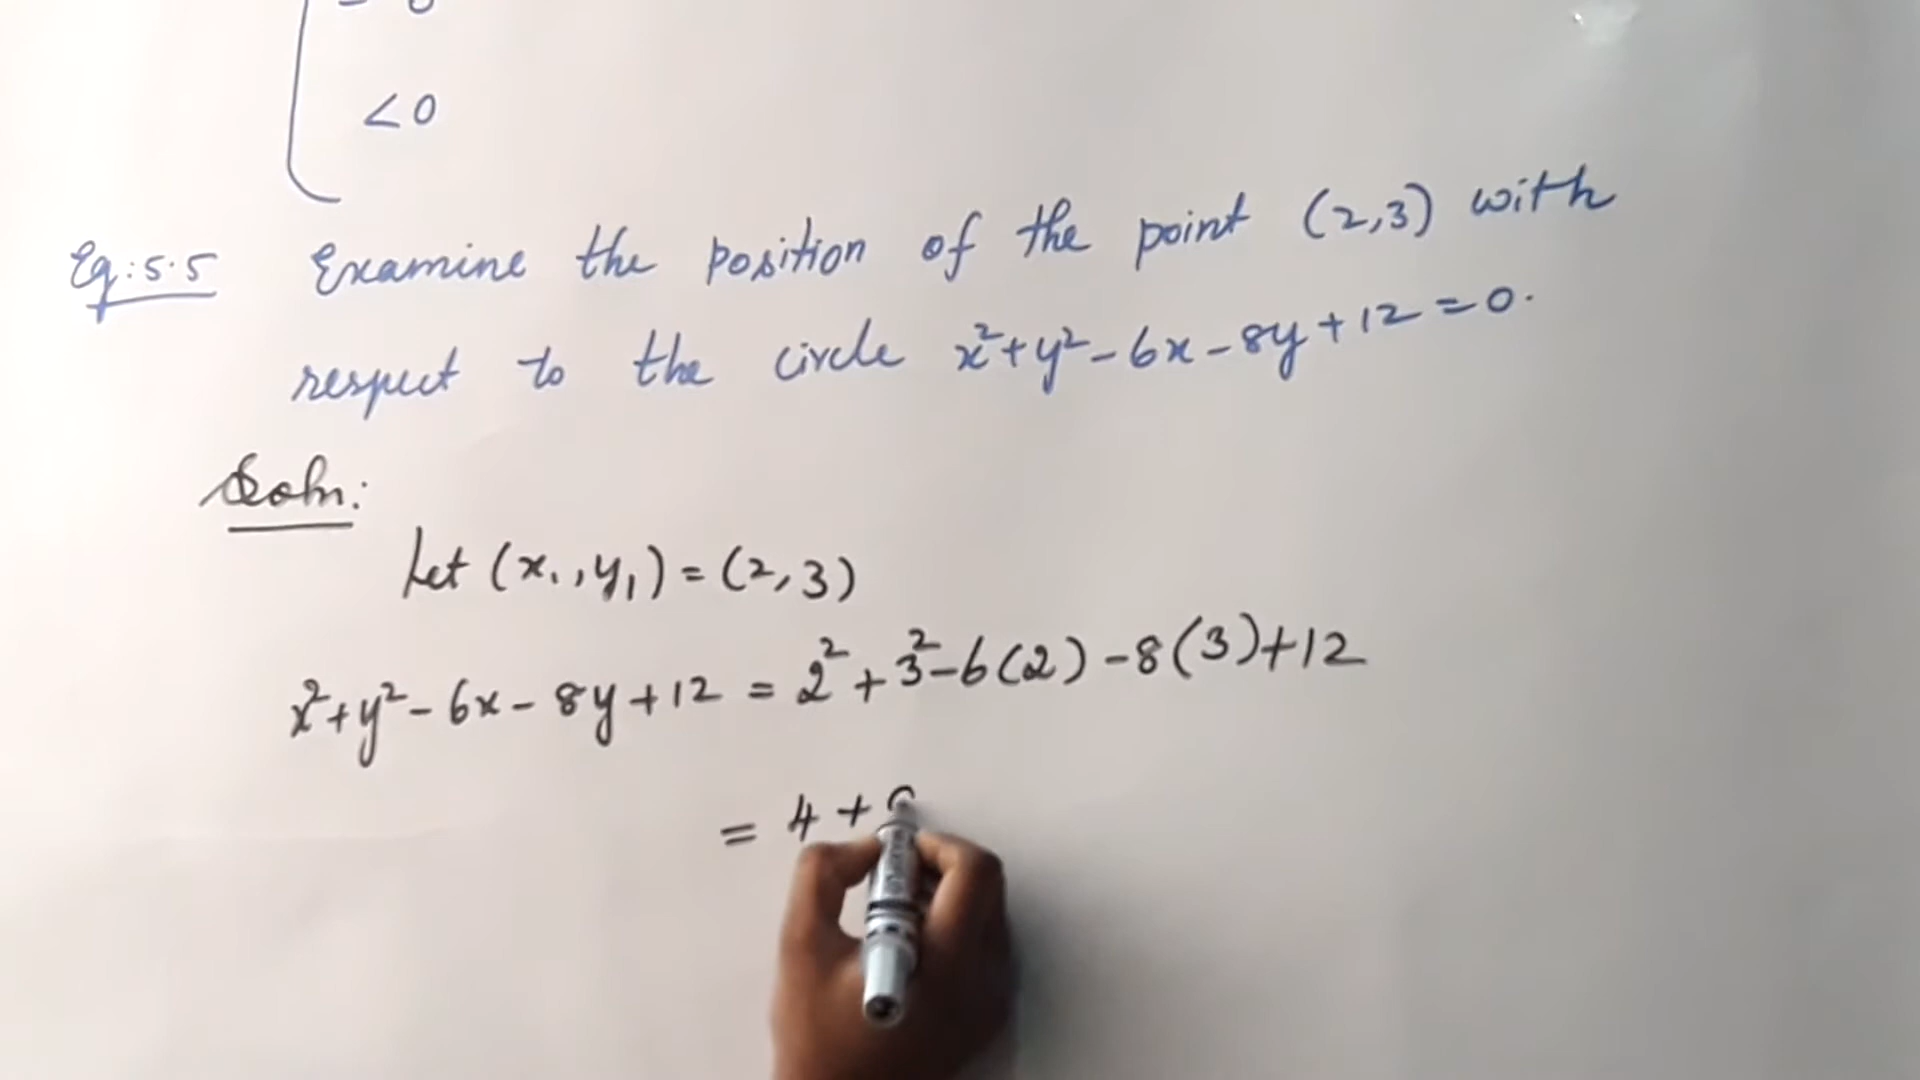 <0
Eg:5.5 Examine the position of the point (2,3) with
respect to the circle x²+y²-6x-8y+12=0.
Soln:
Let (x₁,y₁)=(2,3)
x²+y²-6x-8y+12 = 2²+3²-6(2)-8(3)+12
= 4 +